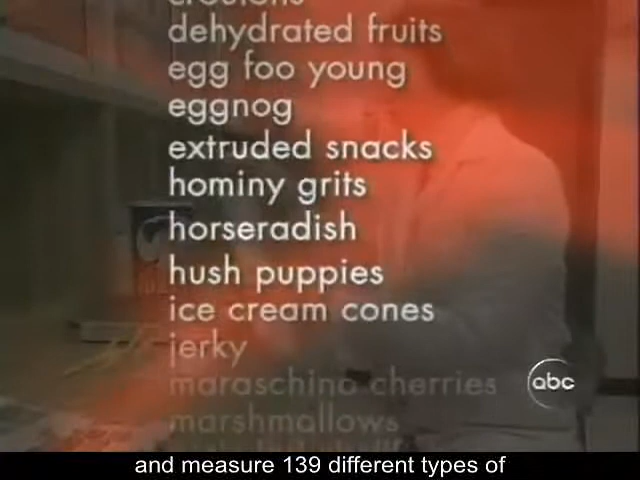 croutons
dehydrated fruits
egg foo young
eggnog
extruded snacks
hominy grits
horseradish
hush puppies
ice cream cones
jerky
maraschino cherries
abc
marshmallows
and measure 139 different types of